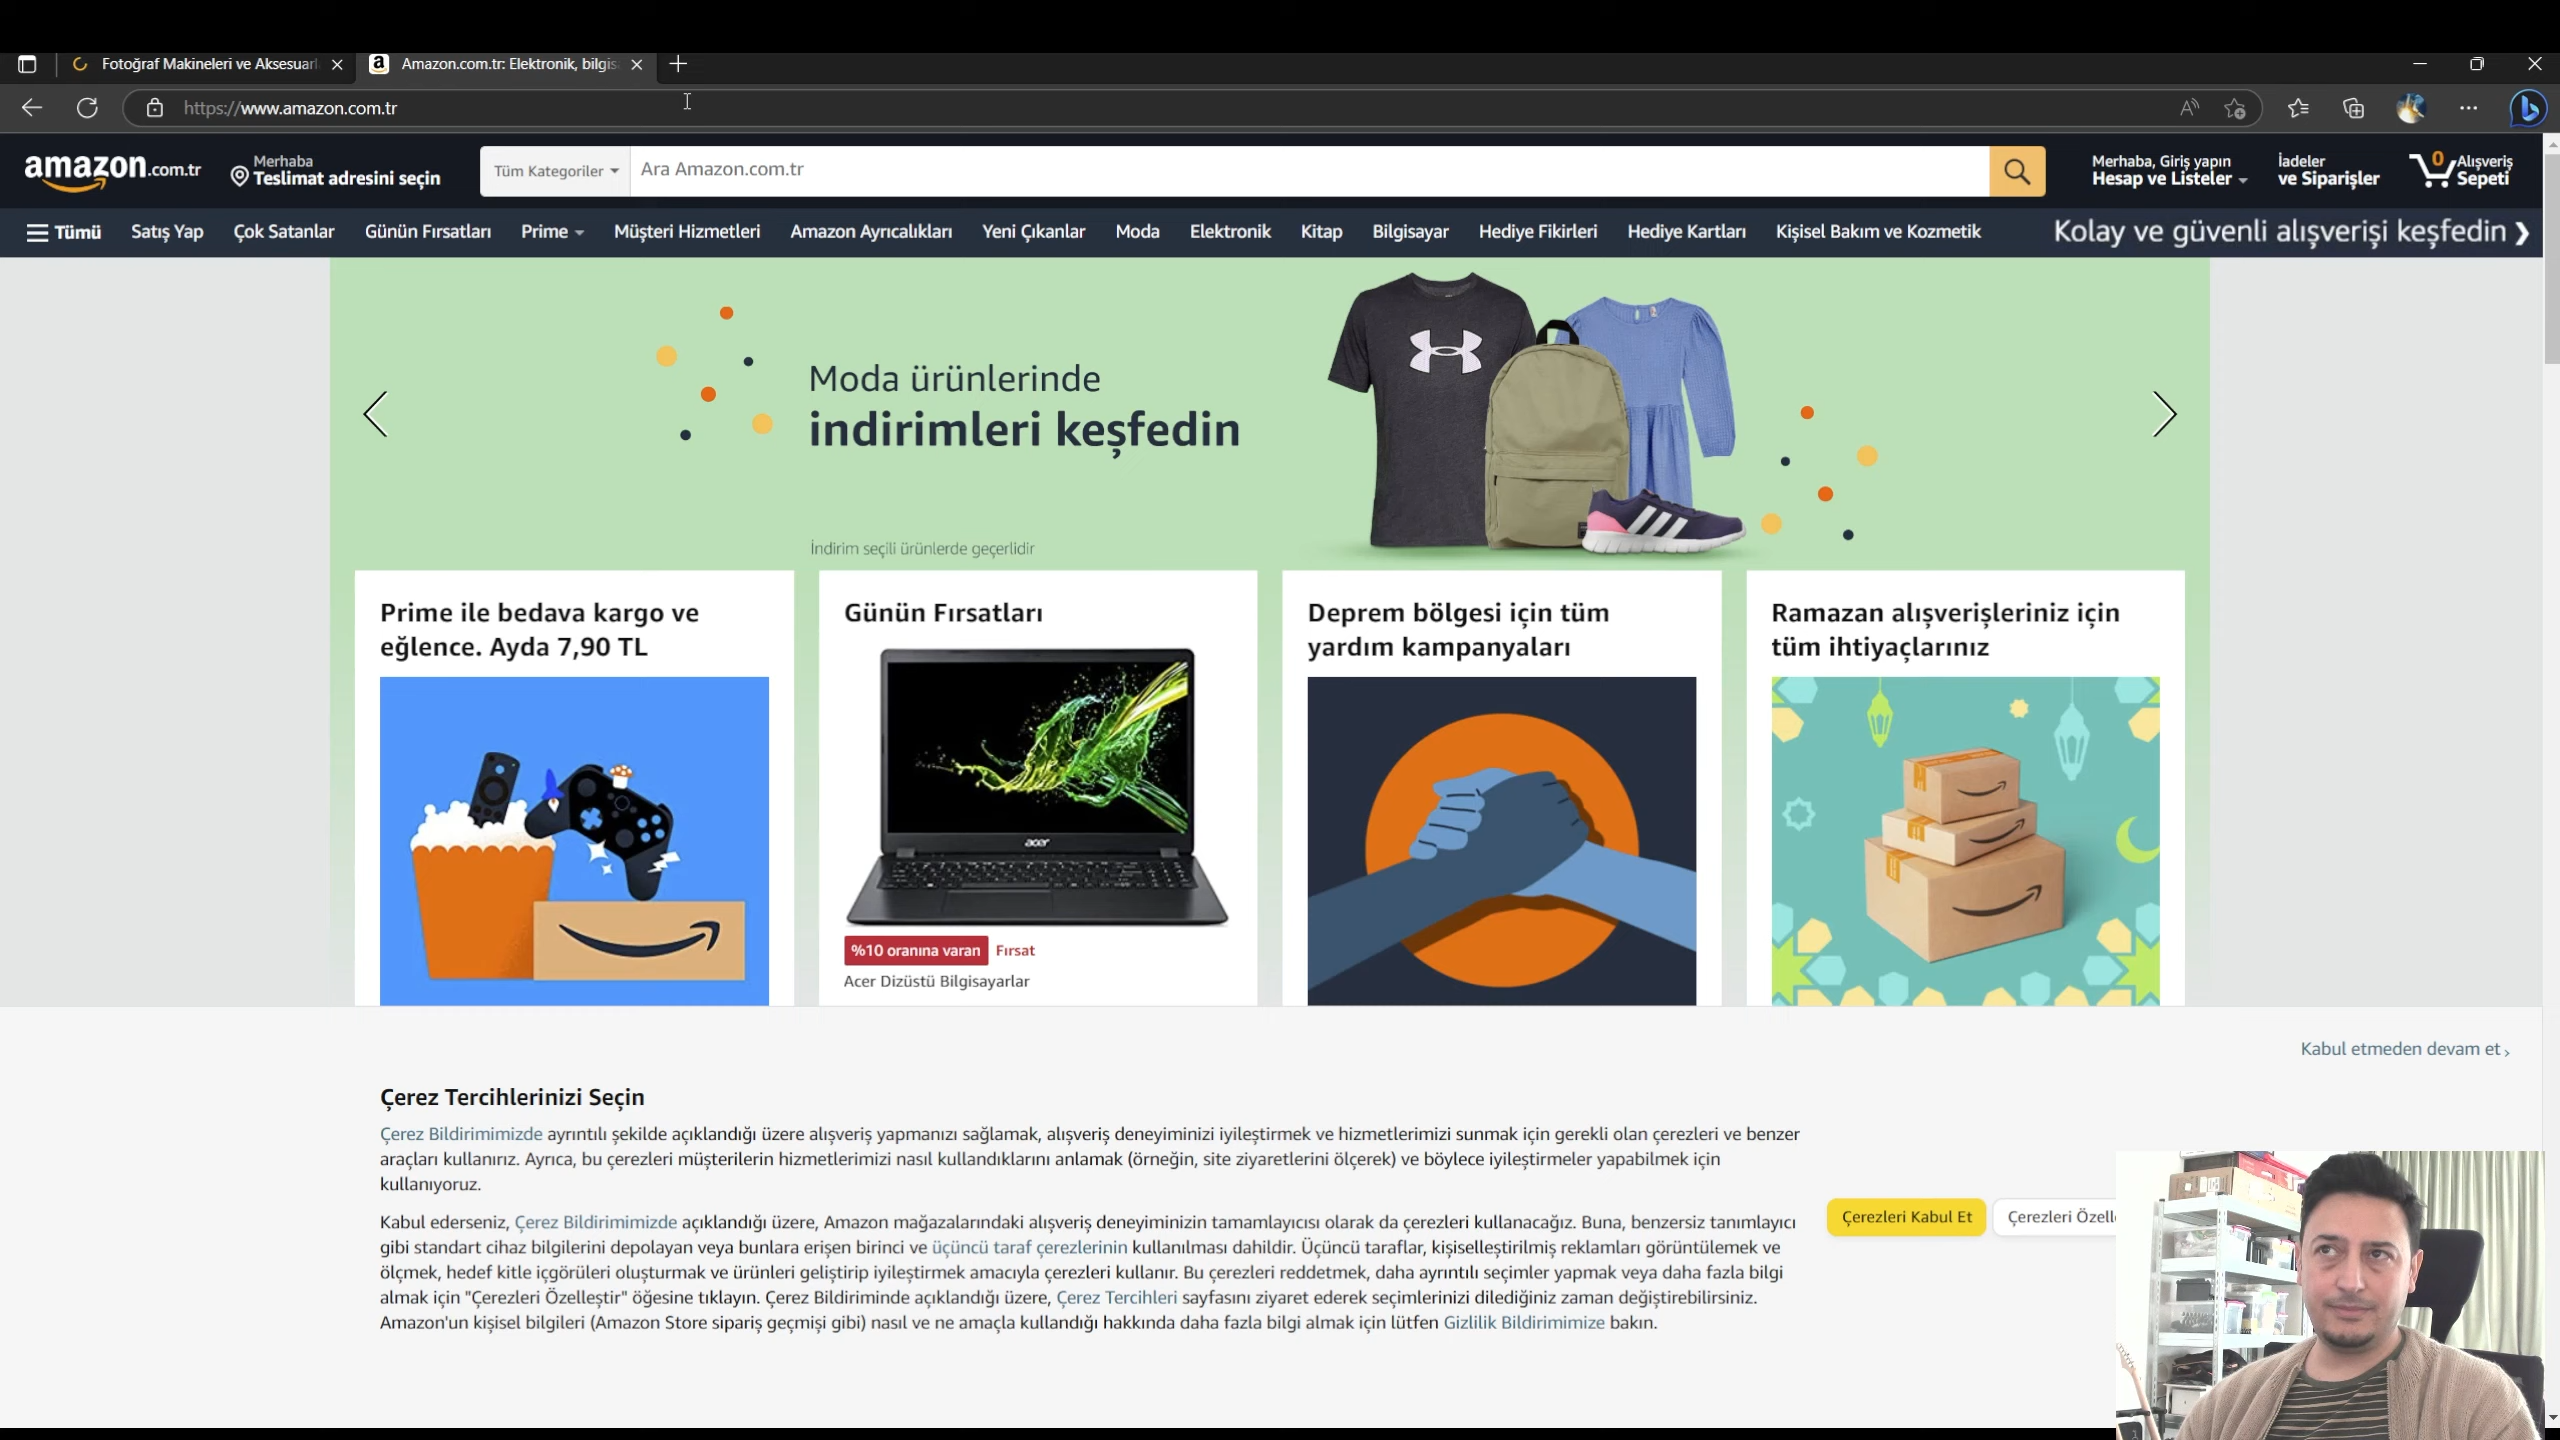 Fotoğraf Makineleri ve Aksesuarl
Amazon.com.tr: Elektronik, bilgis
https://www.amazon.com.tr
amazon.com.tr
Merhaba
Teslimat adresini seçin
Tüm Kategoriler
Ara Amazon.com.tr
Merhaba, Giriş yapın
Hesap ve Listeler
İadeler
ve Siparişler
0
Alışveriş
Sepeti
Tümü
Satış Yap
Çok Satanlar
Günün Fırsatları
Prime
Müşteri Hizmetleri
Amazon Ayrıcalıkları
Yeni Çıkanlar
Moda
Elektronik
Kitap
Bilgisayar
Hediye Fikirleri
Hediye Kartları
Kişisel Bakım ve Kozmetik
Kolay ve güvenli alışverişi keşfedin
Moda ürünlerinde
indirimleri keşfedin
İndirim seçili ürünlerde geçerlidir
Prime ile bedava kargo ve
eğlence. Ayda 7,90 TL
Günün Fırsatları
acer
%10 oranına varan Fırsat
Acer Dizüstü Bilgisayarlar
Deprem bölgesi için tüm
yardım kampanyaları
Ramazan alışverişleriniz için
tüm ihtiyaçlarınız
Kabul etmeden devam et
Çerez Tercihlerinizi Seçin
Çerez Bildirimimizde ayrıntılı şekilde açıklandığı üzere alışveriş yapmanızı sağlamak, alışveriş deneyiminizi iyileştirmek ve hizmetlerimizi sunmak için gerekli olan çerezleri ve benzer
araçları kullanırız. Ayrıca, bu çerezleri müşterilerin hizmetlerimizi nasıl kullandıklarını anlamak (örneğin, site ziyaretlerini ölçerek) ve böylece iyileştirmeler yapabilmek için
kullanıyoruz.
Kabul ederseniz, Çerez Bildirimimizde açıklandığı üzere, Amazon mağazalarındaki alışveriş deneyiminizin tamamlayıcısı olarak da çerezleri kullanacağız. Buna, benzersiz tanımlayıcı
gibi standart cihaz bilgilerini depolayan veya bunlara erişen birinci ve üçüncü taraf çerezlerinin kullanılması dahildir. Üçüncü taraflar, kişiselleştirilmiş reklamları görüntülemek ve
ölçmek, hedef kitle içgörüleri oluşturmak ve ürünleri geliştirip iyileştirmek amacıyla çerezleri kullanır. Bu çerezleri reddetmek, daha ayrıntılı seçimler yapmak veya daha fazla bilgi
almak için "Çerezleri Özelleştir" öğesine tıklayın. Çerez Bildiriminde açıklandığı üzere, Çerez Tercihleri sayfasını ziyaret ederek seçimlerinizi dilediğiniz zaman değiştirebilirsiniz.
Amazon'un kişisel bilgileri (Amazon Store sipariş geçmişi gibi) nasıl ve ne amaçla kullandığı hakkında daha fazla bilgi almak için lütfen Gizlilik Bildirimimize bakın.
Çerezleri Kabul Et
Çerezleri Özell